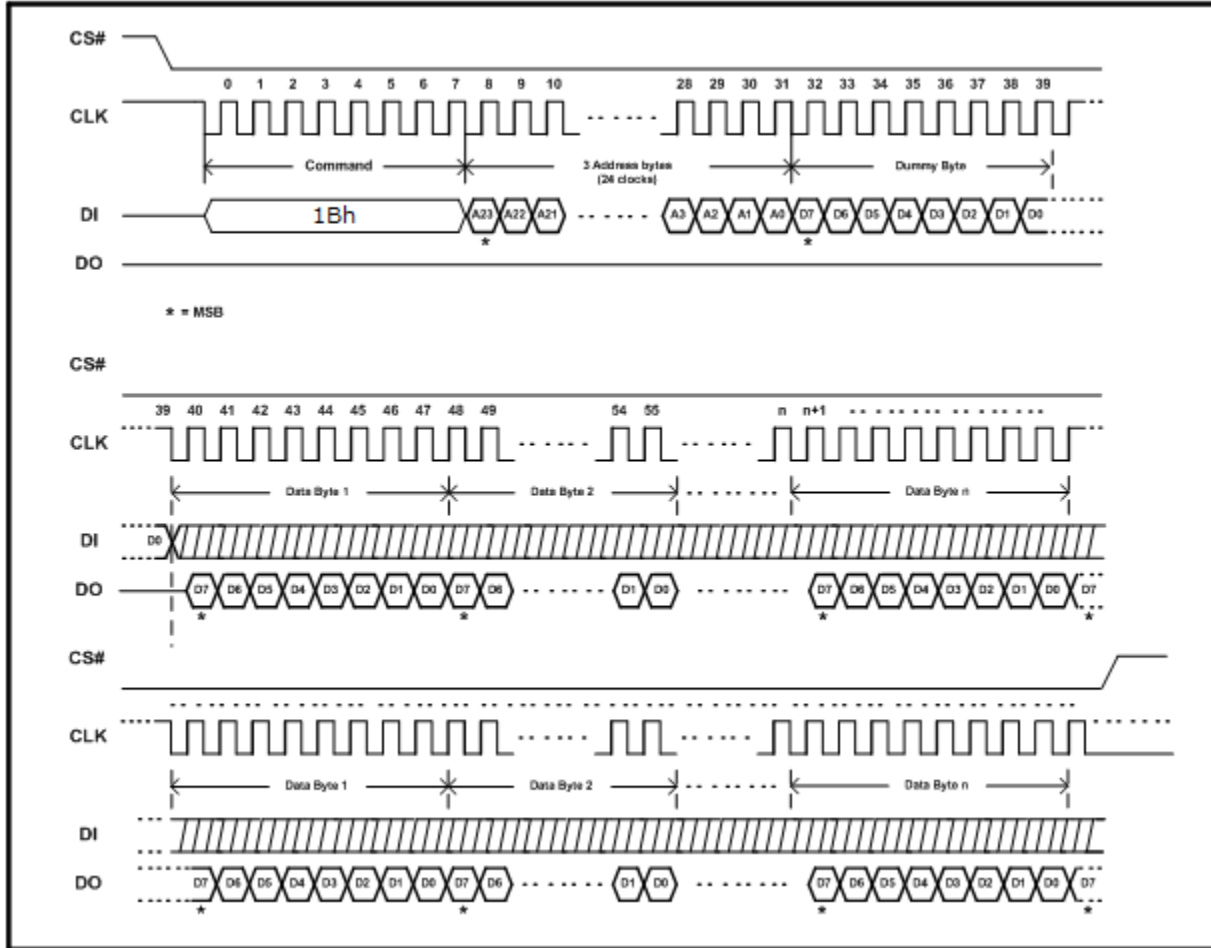 CS#
0 1 2 3 4 5 6 7 8 9 10 28 29 30 31 32 33 34 35 36 37 38 39
CLK
Command 3 Address bytes Dummy Byte
(24 clocks)
DI 1Bh A23 A22 A21 A3 A2 A1 A0 D7 D6 D5 D4 D3 D2 D1 D0
* *
DO
* = MSB
CS#
39 40 41 42 43 44 45 46 47 48 49 54 55 n n+1
CLK
Data Byte 1 Data Byte 2 Data Byte n
DI D0
DO D7 D6 D5 D4 D3 D2 D1 D0 D7 D6 D1 D0 D7 D6 D5 D4 D3 D2 D1 D0 D7
* * * *
CS#
CLK
Data Byte 1 Data Byte 2 Data Byte n
DI
DO D7 D6 D5 D4 D3 D2 D1 D0 D7 D6 D1 D0 D7 D6 D5 D4 D3 D2 D1 D0 D7
* * * *